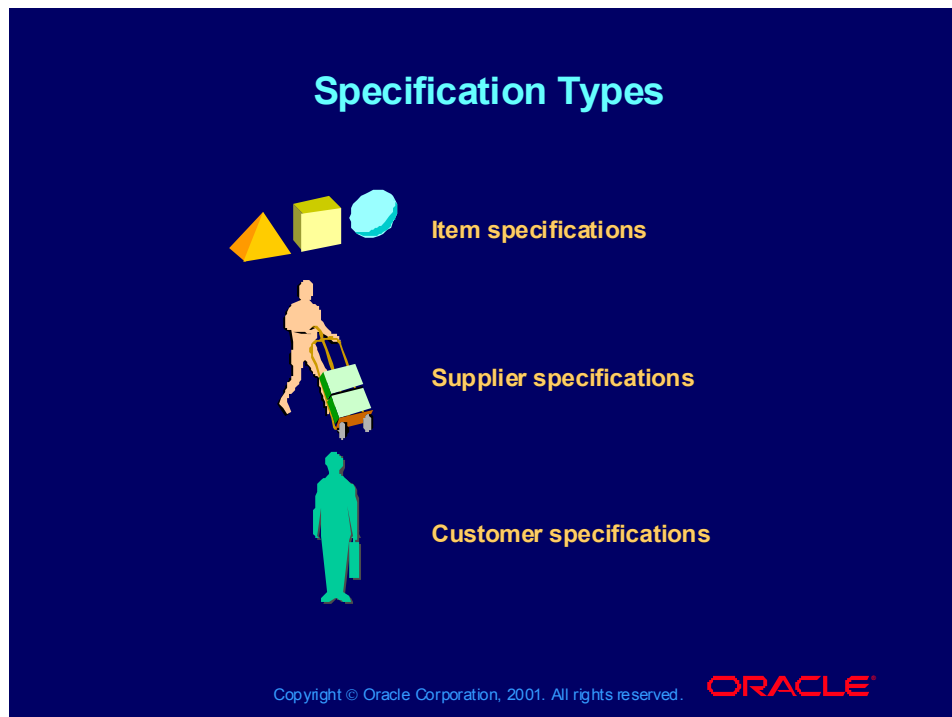 Specification Types
Item specifications
Supplier specifications
Customer specifications
Copyright © Oracle Corporation, 2001. All rights reserved.
ORACLE®